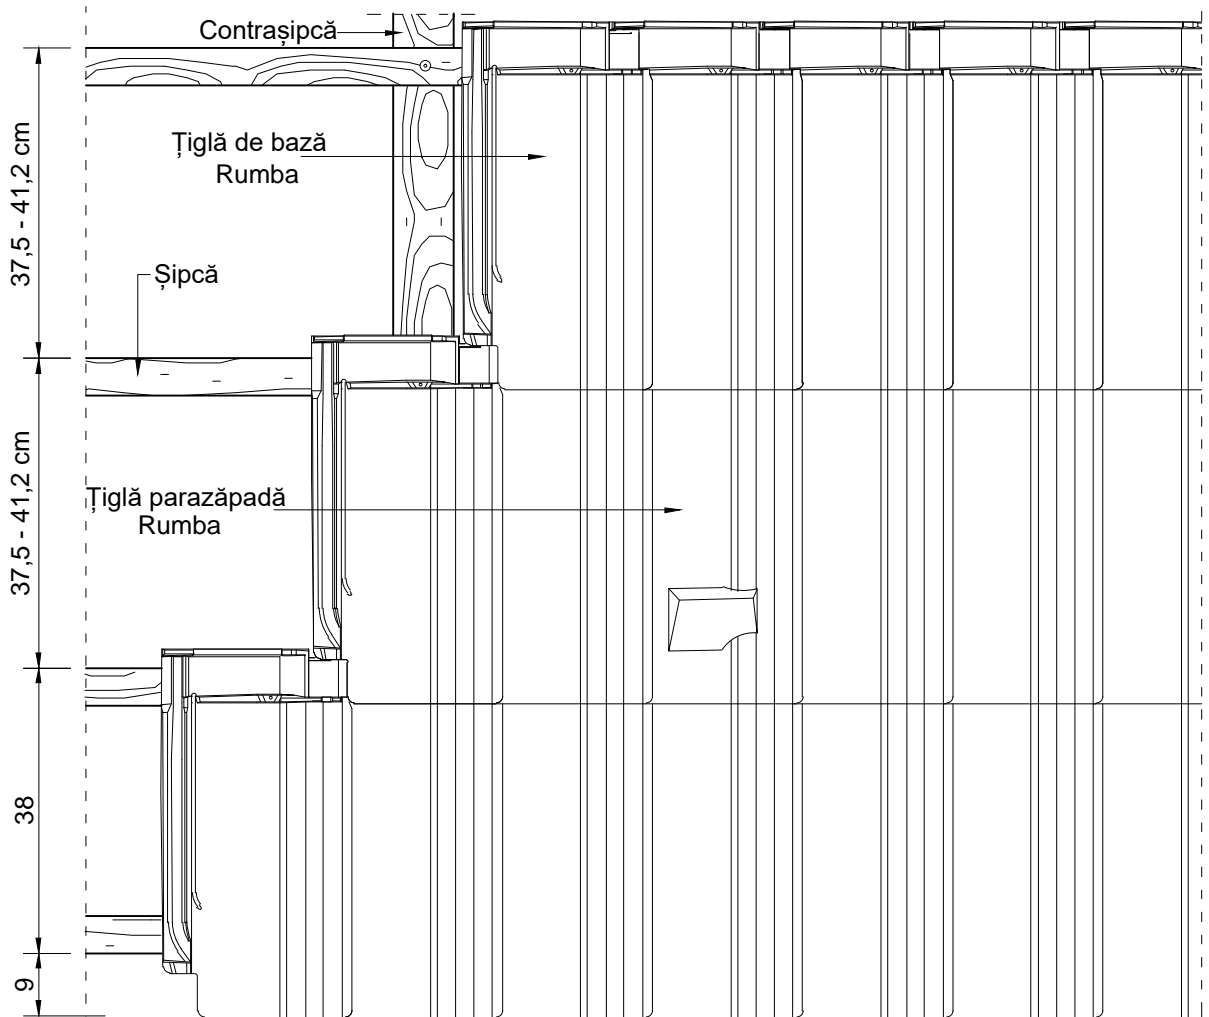 Contrașipcă
Țiglă de bază
Rumba
37,5 - 41,2 cm
Șipcă
Țiglă parazăpadă
Rumba
37,5 - 41,2 cm
38
9